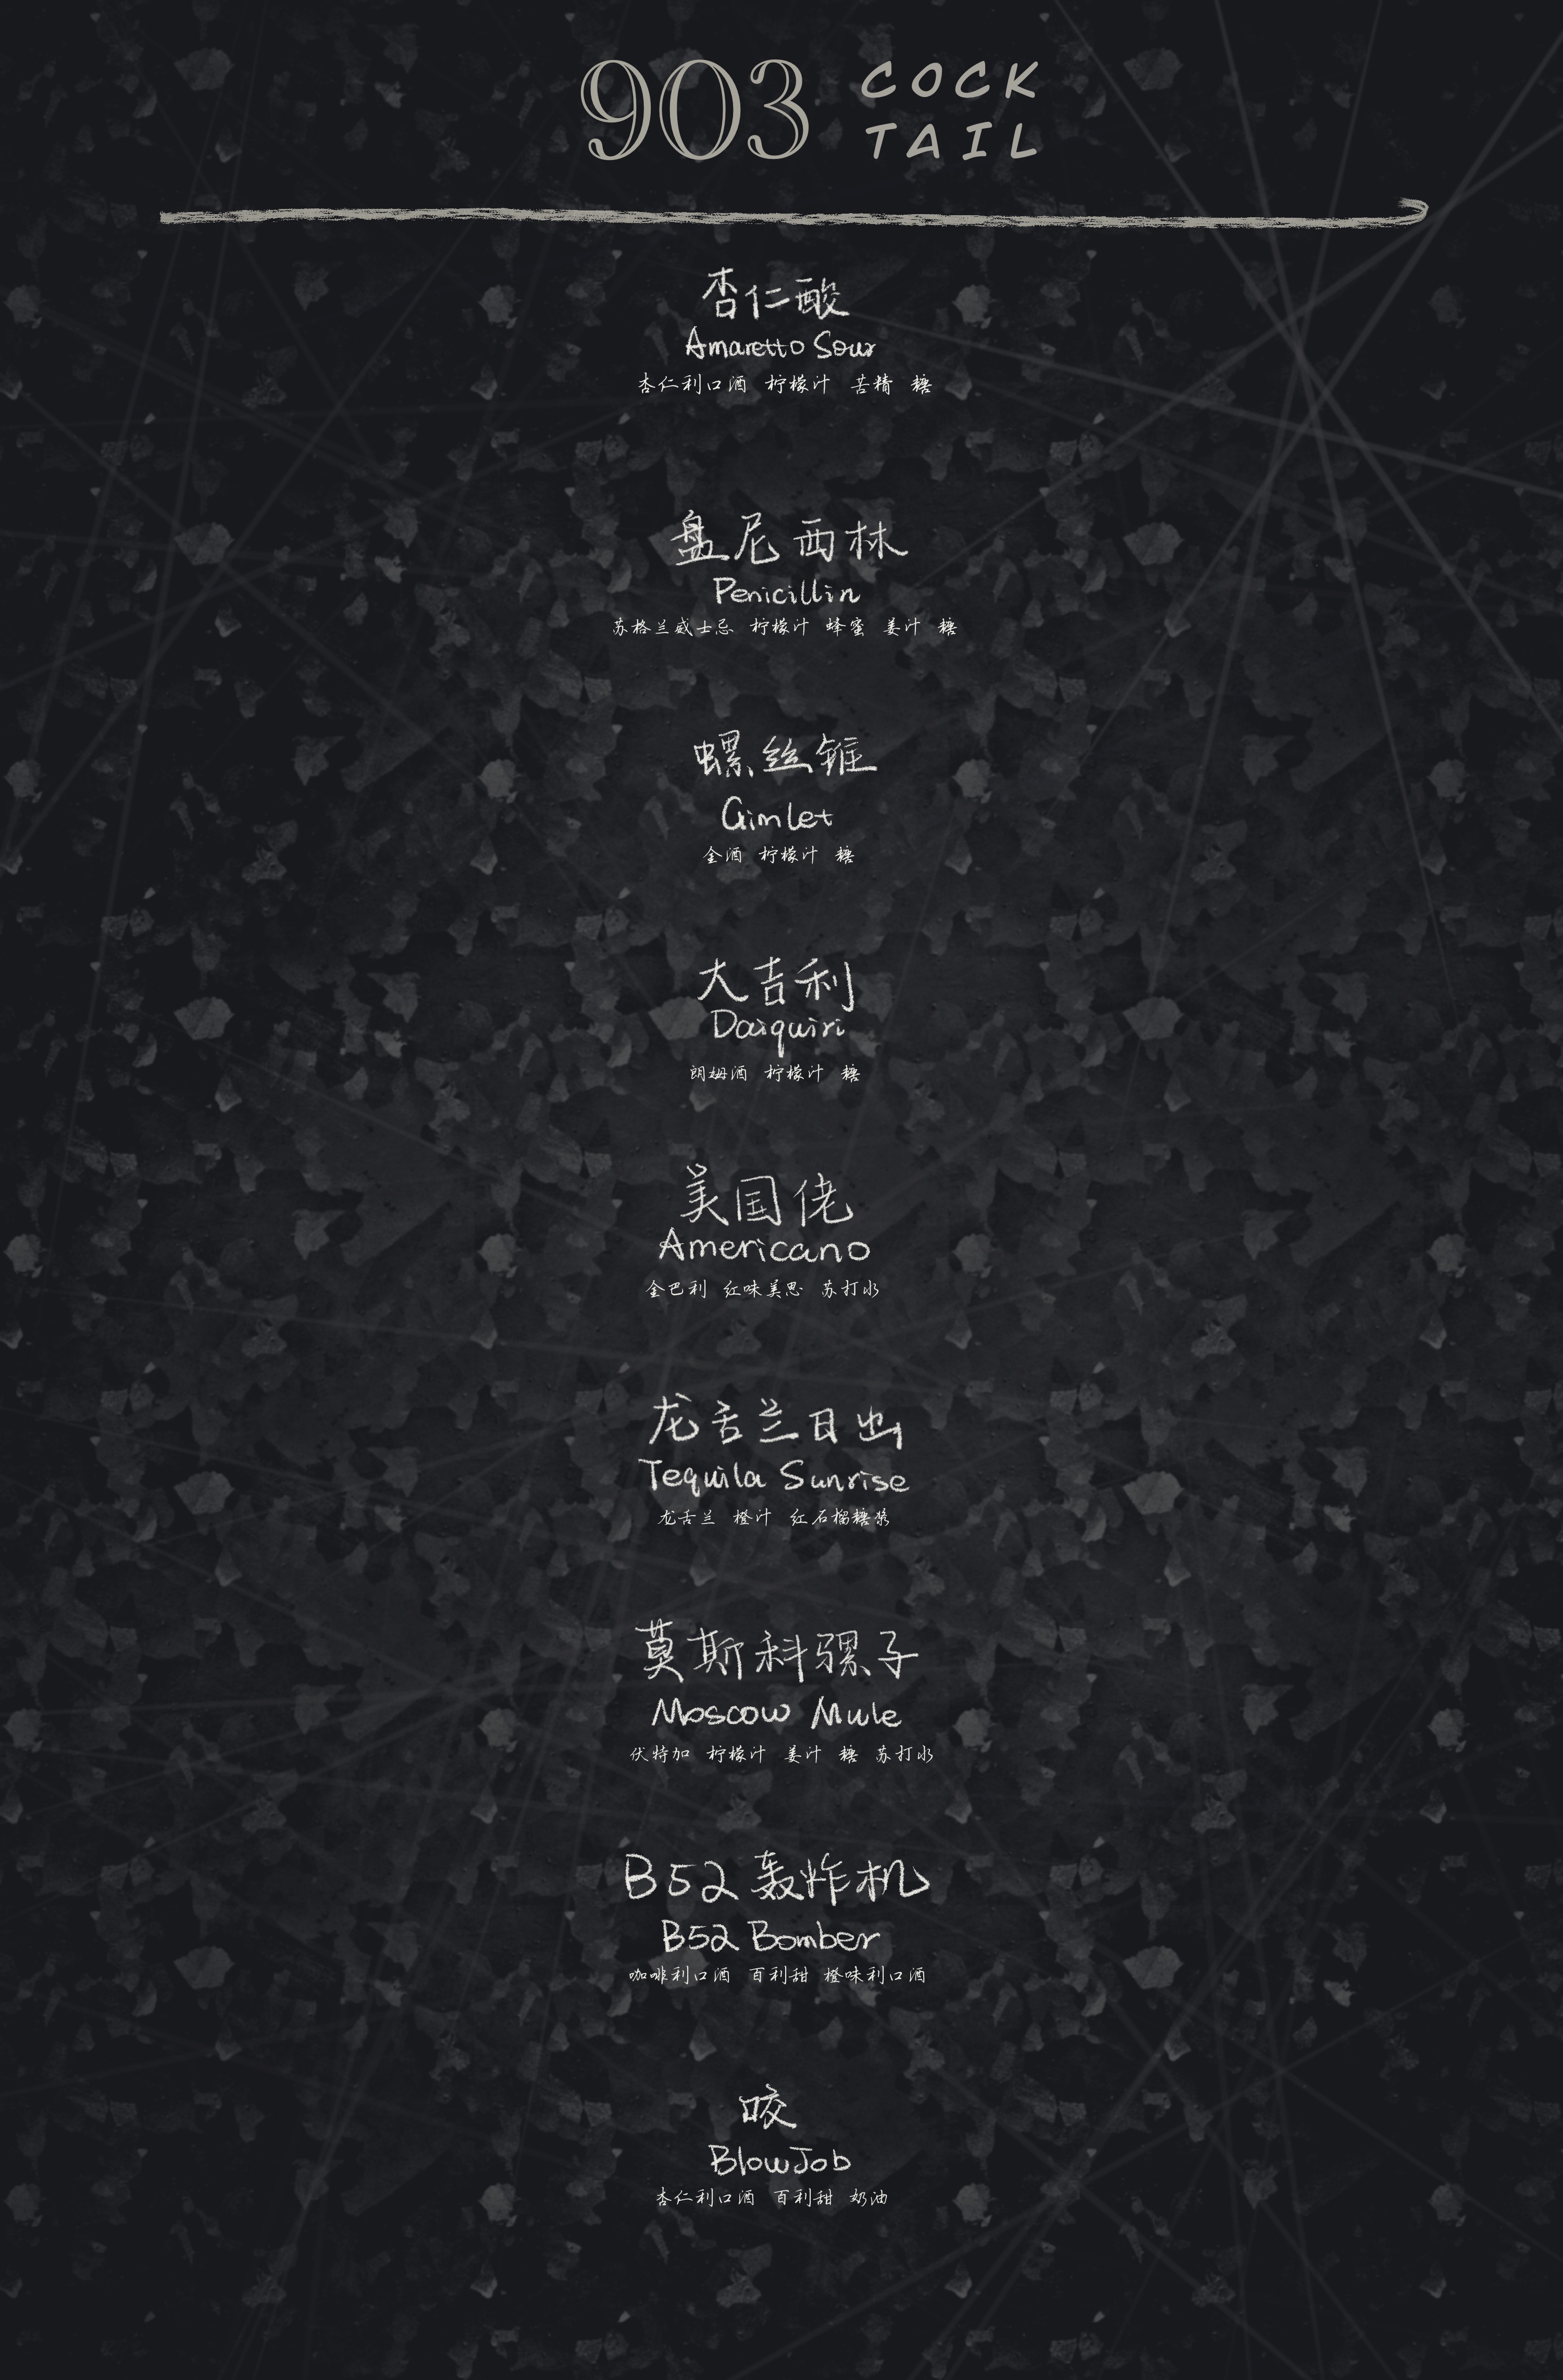 903 COCK
TAIL
杏仁酸
Amaretto Sour
杏仁利口酒 柠檬汁 苦精 糖
盘尼西林
Penicillin
苏格兰威士忌 柠檬汁 蜂蜜 姜汁 糖
螺丝锥
Gimlet
金酒 柠檬汁 糖
大吉利
Daiquiri
朗姆酒 柠檬汁 糖
美国佬
Americano
金巴利 红味美思 苏打水
龙舌兰日出
Tequila Sunrise
龙舌兰 橙汁 红石榴糖浆
莫斯科骡子
Moscow Mule
伏特加 柠檬汁 姜汁 糖 苏打水
B52轰炸机
B52 Bomber
咖啡利口酒 百利甜 橙味利口酒
咬
BlowJob
杏仁利口酒 百利甜 奶油